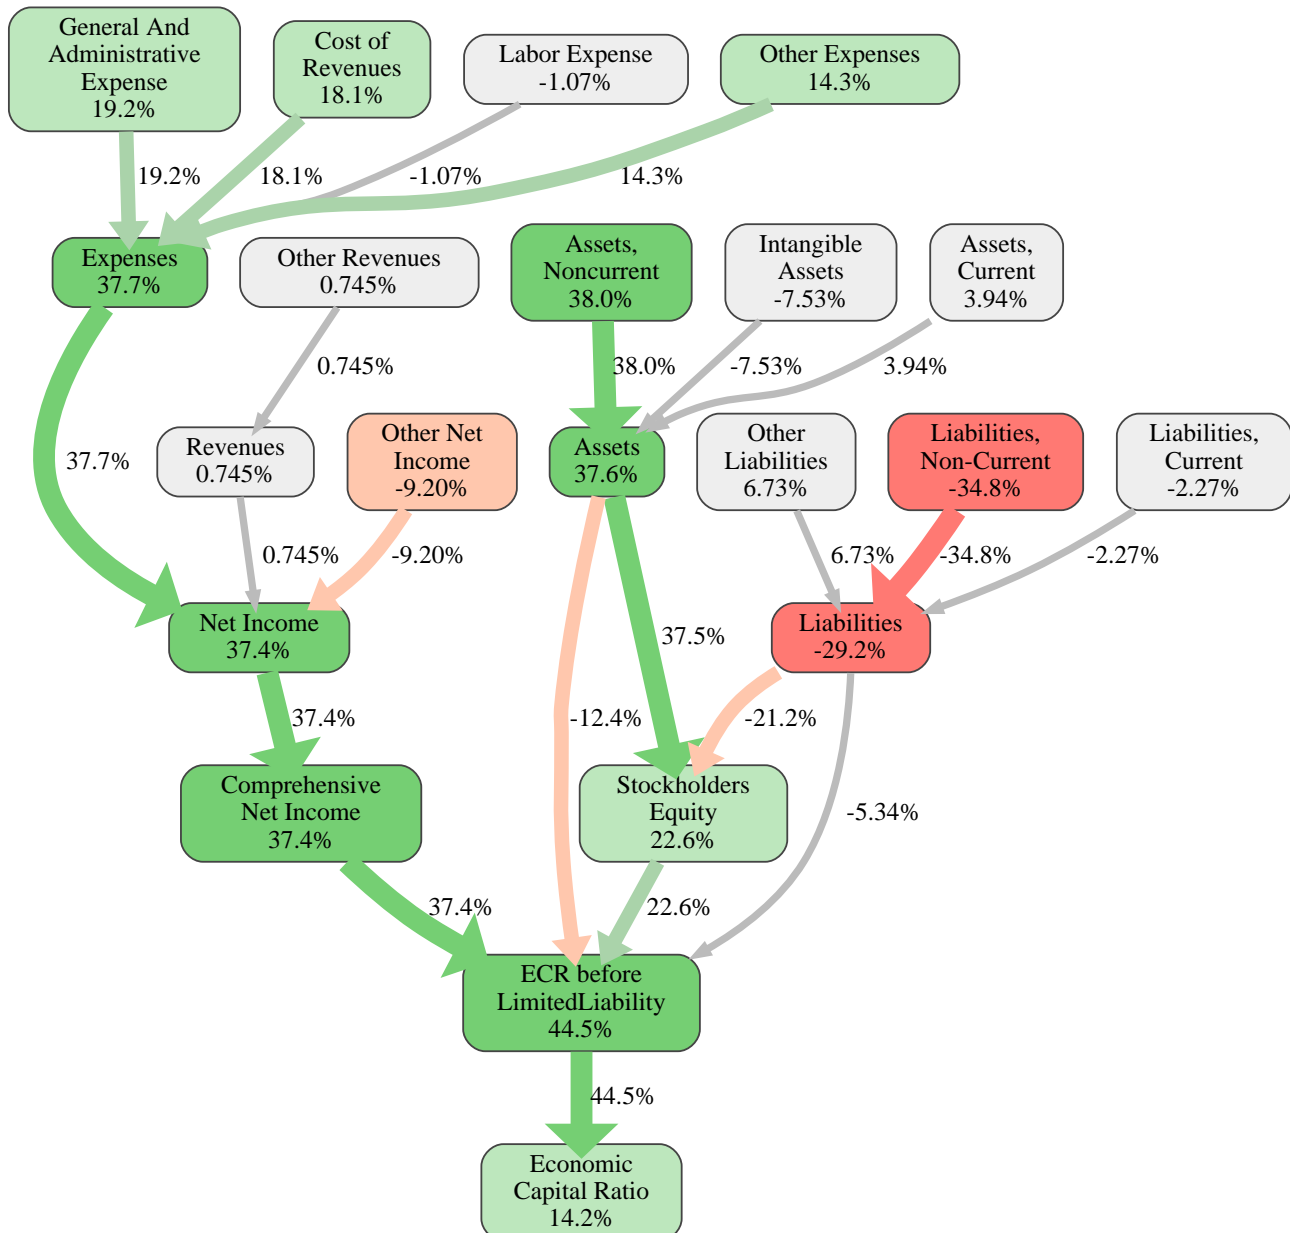 General And
Administrative
Expense
19.2%
Cost of
Revenues
18.1%
Labor Expense
-1.07%
Other Expenses
14.3%
19.2%
18.1%
-1.07%
14.3%
Expenses
37.7%
Other Revenues
0.745%
Assets,
Noncurrent
38.0%
Intangible
Assets
-7.53%
Assets,
Current
3.94%
0.745%
38.0%
-7.53%
3.94%
37.7%
Revenues
0.745%
Other Net
Income
-9.20%
Assets
37.6%
Other
Liabilities
6.73%
Liabilities,
Non-Current
-34.8%
Liabilities,
Current
-2.27%
0.745%
-9.20%
6.73%
-34.8%
-2.27%
Net Income
37.4%
37.5%
Liabilities
-29.2%
37.4%
-12.4%
-21.2%
Comprehensive
Net Income
37.4%
Stockholders
Equity
22.6%
-5.34%
37.4%
22.6%
ECR before
LimitedLiability
44.5%
44.5%
Economic
Capital Ratio
14.2%